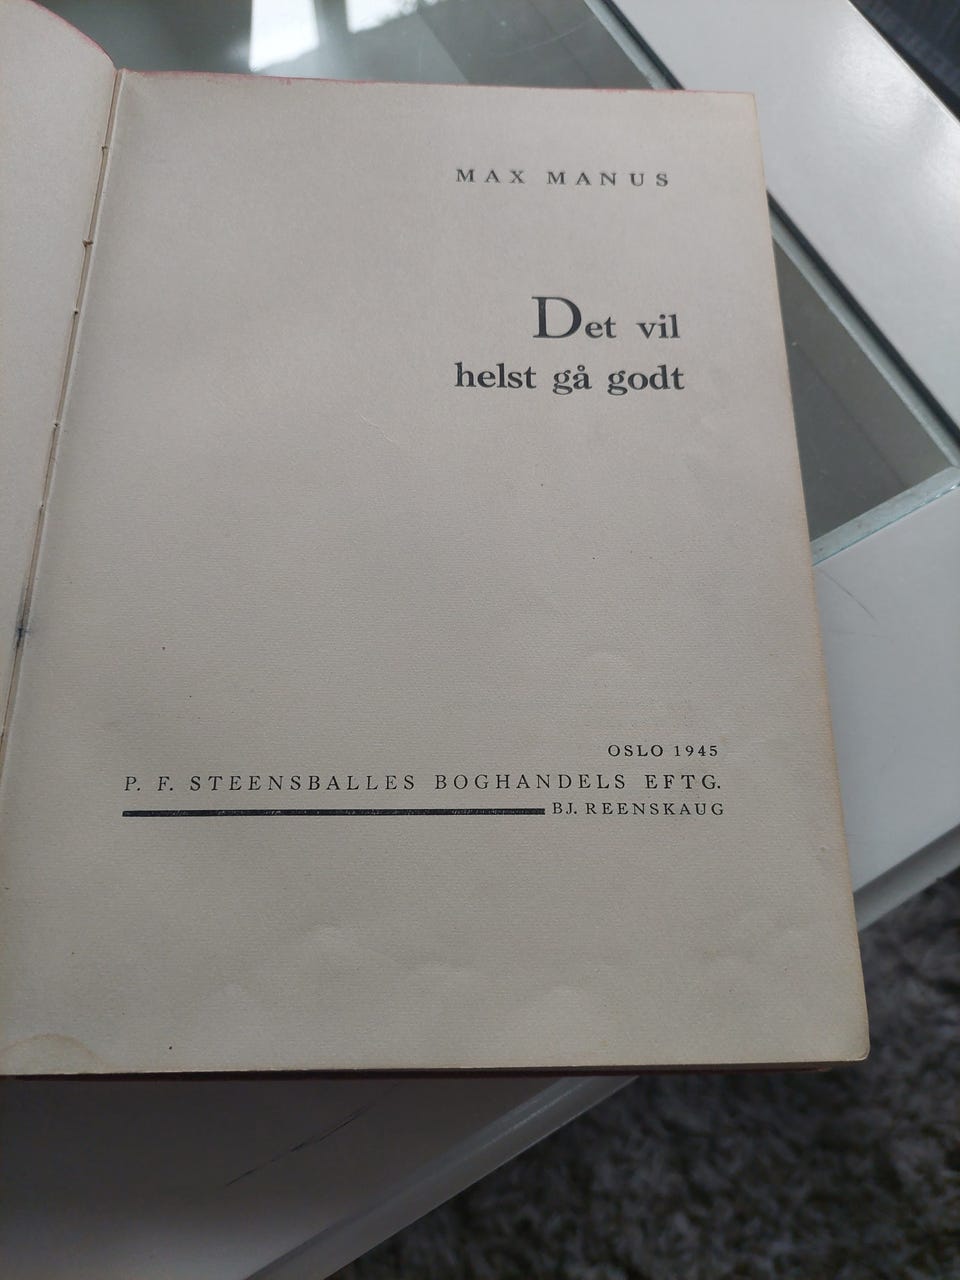 MAX MANUS
Det vil
helst gå godt
OSLO 1945
P. F. STEENSBALLES BOGHANDELS EFTG.
BJ. REENSKAUG